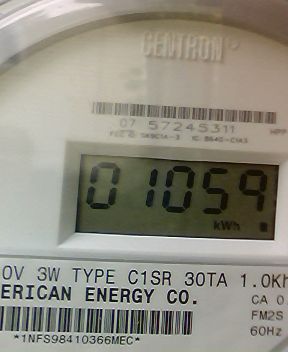 CENTRON®
07 57245311
01059
kWh
0V 3W TYPE C1SR 30TA 1.0Kh
ERICAN ENERGY CO.
CA 0.
FM2S
60Hz
*1NFS98410366MEC*